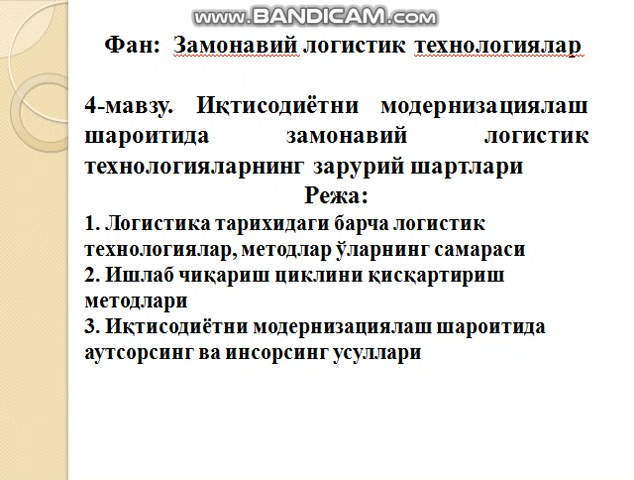 www.BANDICAM.com
Фан: Замонавий логистик технологиялар
4-мавзу. Иқтисодиётни модернизациялаш
шароитида замонавий логистик
технологияларнинг зарурий шартлари
Режа:
1. Логистика тарихидаги барча логистик
технологиялар, методлар ўларнинг самараси
2. Ишлаб чиқариш циклини қисқартириш
методлари
3. Иқтисодиётни модернизациялаш шароитида
аутсорсинг ва инсорсинг усуллари